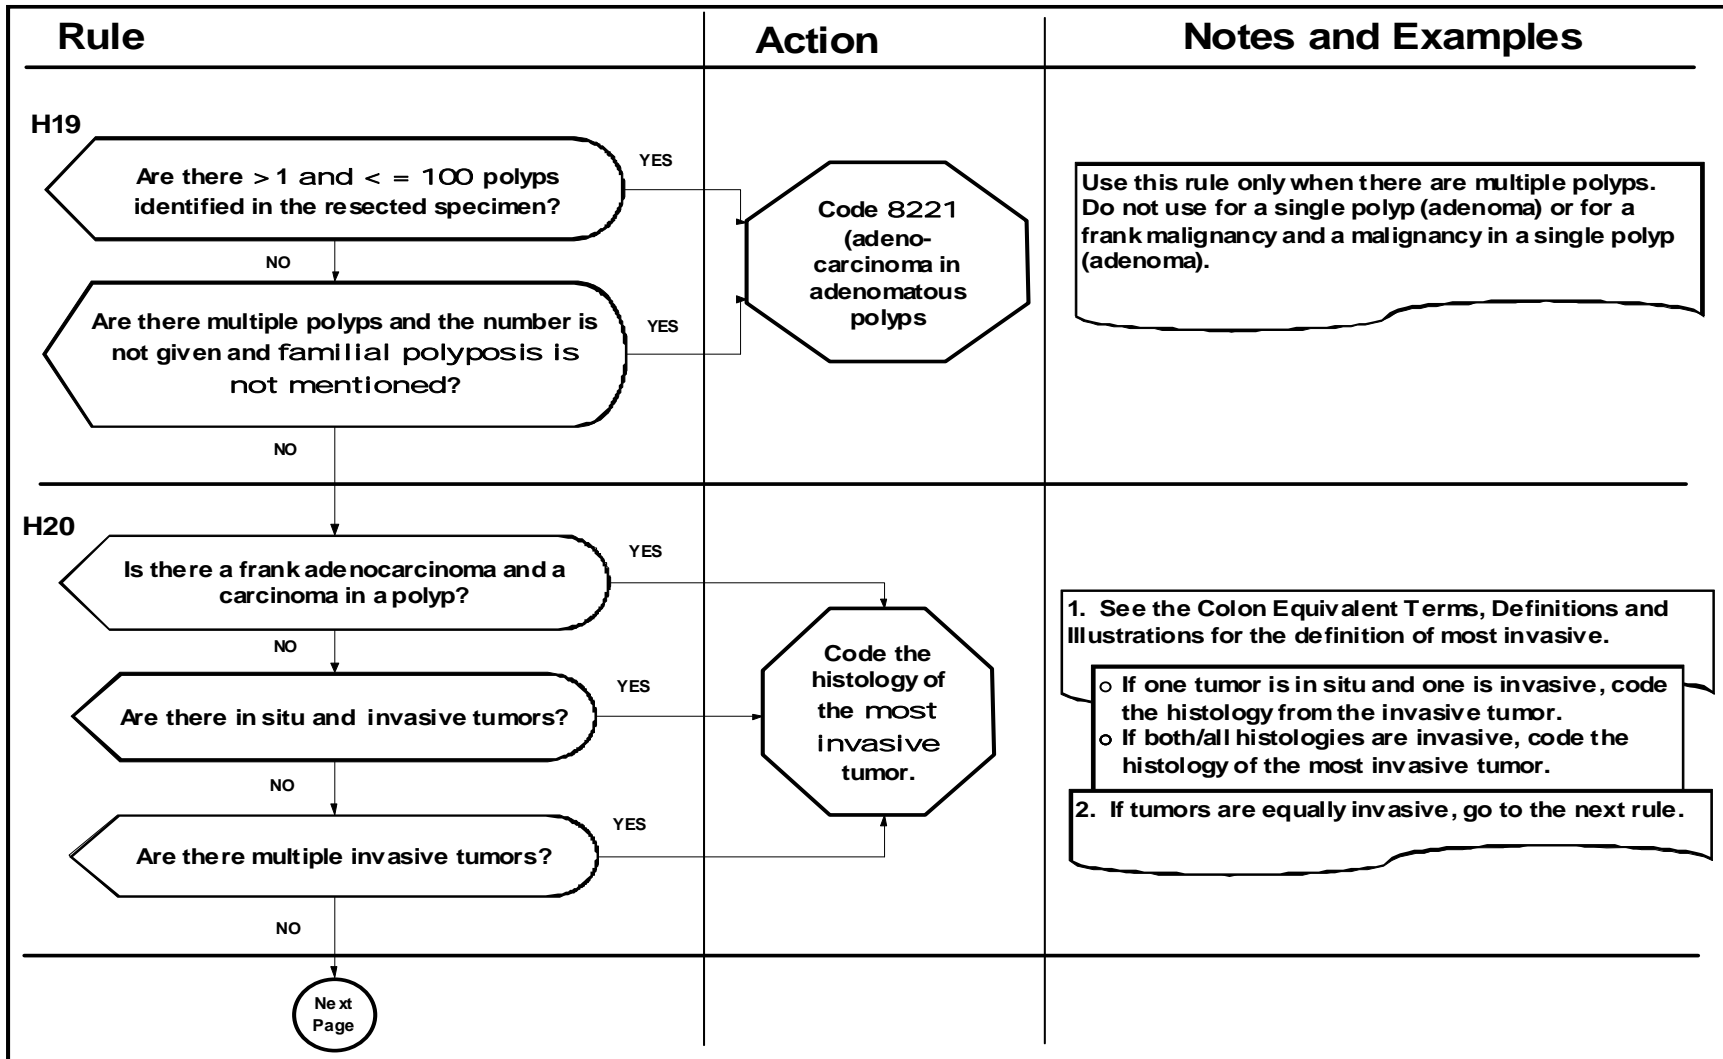 Rule
Action
Notes and Examples
H19
Are there > 1 and < = 100 polyps
identified in the resected specimen?
YES
NO
Are there multiple polyps and the number is
not given and familial polyposis is
not mentioned?
YES
NO
Code 8221
(adeno-
carcinoma in
adenomatous
polyps
Use this rule only when there are multiple polyps.
Do not use for a single polyp (adenoma) or for a
frank malignancy and a malignancy in a single polyp
(adenoma).
H20
Is there a frank adenocarcinoma and a
carcinoma in a polyp?
YES
NO
Are there in situ and invasive tumors?
YES
NO
Are there multiple invasive tumors?
YES
NO
Code the
histology of
the most
invasive
tumor.
1. See the Colon Equivalent Terms, Definitions and
Illustrations for the definition of most invasive.
o If one tumor is in situ and one is invasive, code
the histology from the invasive tumor.
o If both/all histologies are invasive, code the
histology of the most invasive tumor.
2. If tumors are equally invasive, go to the next rule.
Next
Page